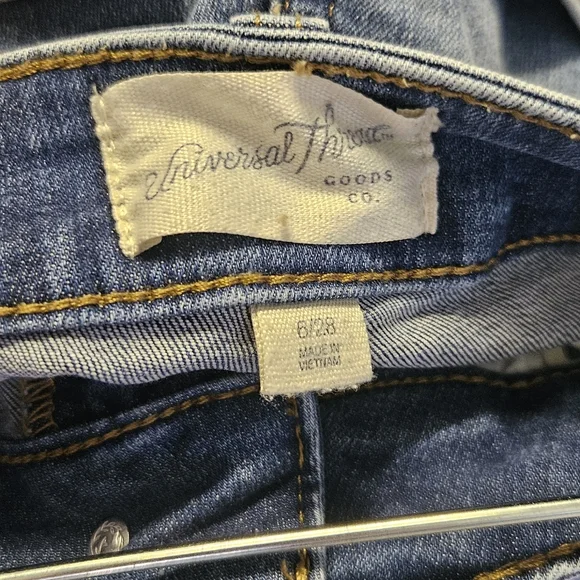 Universal Thread
GOODS
CO.
6/28
MADE IN
VIETNAM